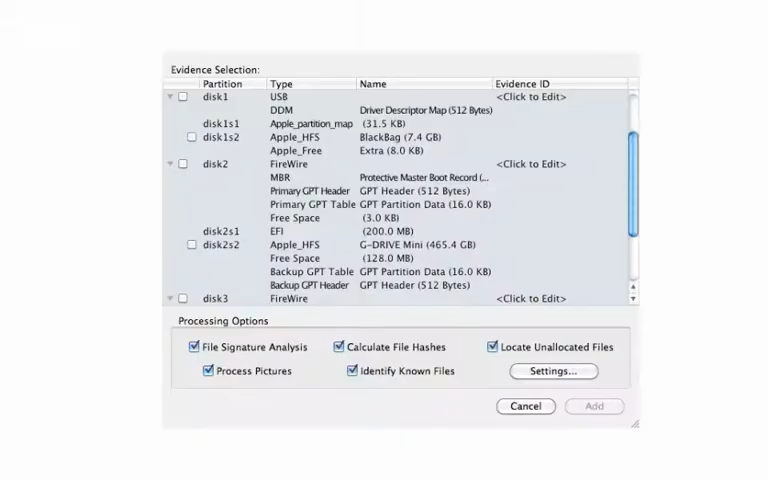 Evidence Selection:
Partition Type Name Evidence ID
disk1 USB <Click to Edit>
DDM Driver Descriptor Map (512 Bytes)
disk1s1 Apple_partition_map (31.5 KB)
disk1s2 Apple_HFS BlackBag (7.4 GB)
Apple_Free Extra (8.0 KB)
disk2 FireWire <Click to Edit>
MBR Protective Master Boot Record (...
Primary GPT Header GPT Header (512 Bytes)
Primary GPT Table GPT Partition Data (16.0 KB)
Free Space (3.0 KB)
disk2s1 EFI (200.0 MB)
disk2s2 Apple_HFS G-DRIVE Mini (465.4 GB)
Free Space (128.0 MB)
Backup GPT Table GPT Partition Data (16.0 KB)
Backup GPT Header GPT Header (512 Bytes)
disk3 FireWire <Click to Edit>
Processing Options
File Signature Analysis Calculate File Hashes Locate Unallocated Files
Process Pictures Identify Known Files Settings...
Cancel Add